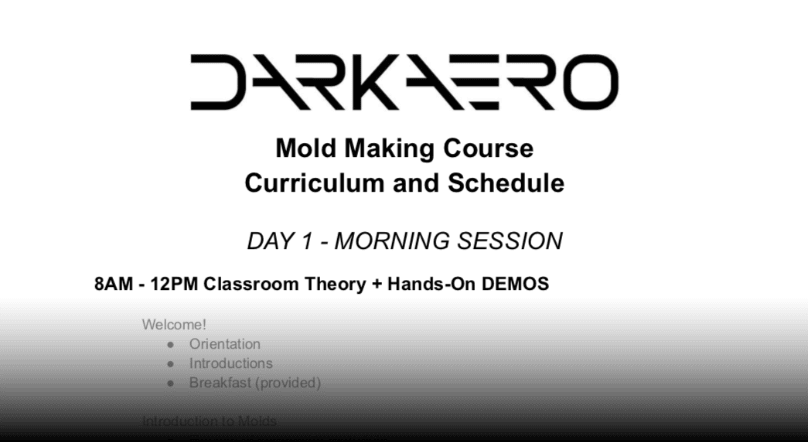 DARKAERO
Mold Making Course
Curriculum and Schedule
DAY 1 - MORNING SESSION
8AM - 12PM Classroom Theory + Hands-On DEMOS
Welcome!
● Orientation
● Introductions
● Breakfast (provided)
Introduction to Molds